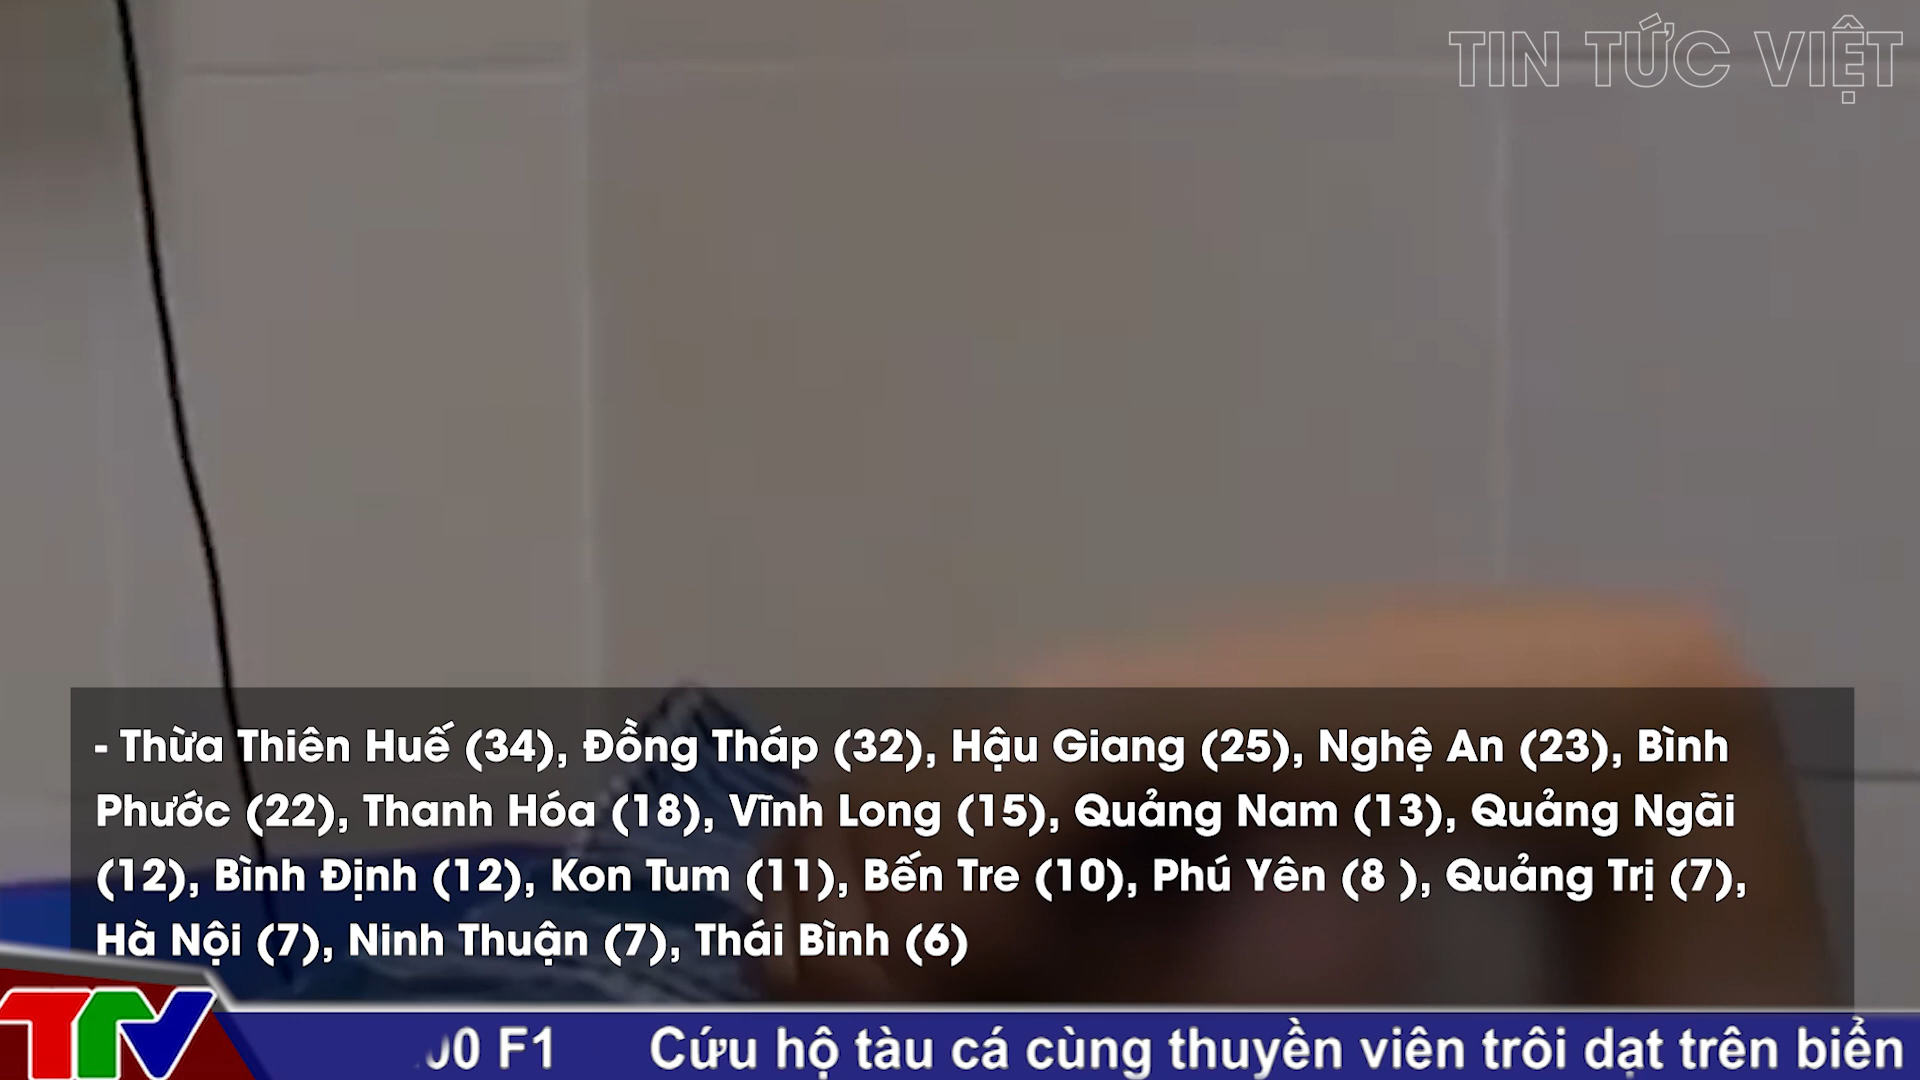 TIN TỨC VIỆT
- Thừa Thiên Huế (34), Đồng Tháp (32), Hậu Giang (25), Nghệ An (23), Bình
Phước (22), Thanh Hóa (18), Vĩnh Long (15), Quảng Nam (13), Quảng Ngãi
(12), Bình Định (12), Kon Tum (11), Bến Tre (10), Phú Yên (8 ), Quảng Trị (7),
Hà Nội (7), Ninh Thuận (7), Thái Bình (6)
TTV F1 Cứu hộ tàu cá cùng thuyền viên trôi dạt trên biển